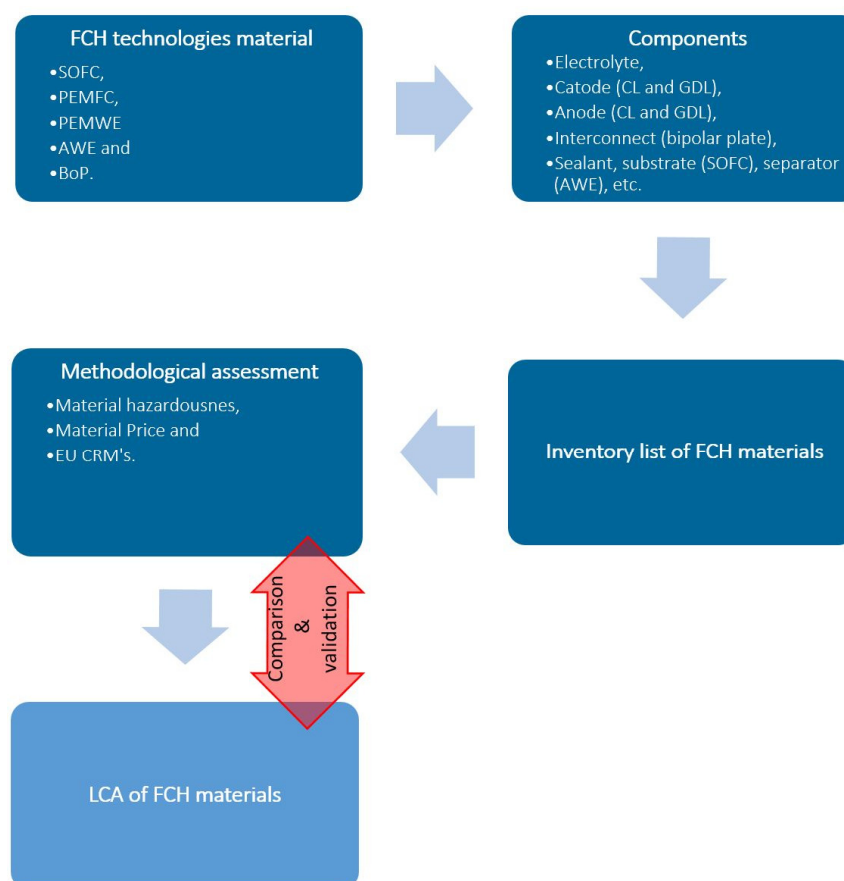 FCH technologies material
•SOFC,
•PEMFC,
•PEMWE
•AWE and
•BoP.
Components
•Electrolyte,
•Catode (CL and GDL),
•Anode (CL and GDL),
•Interconnect (bipolar plate),
•Sealant, substrate (SOFC), separator
(AWE), etc.
Inventory list of FCH materials
Methodological assessment
•Material hazardousnes,
•Material Price and
•EU CRM's.
Comparison
&
validation
LCA of FCH materials